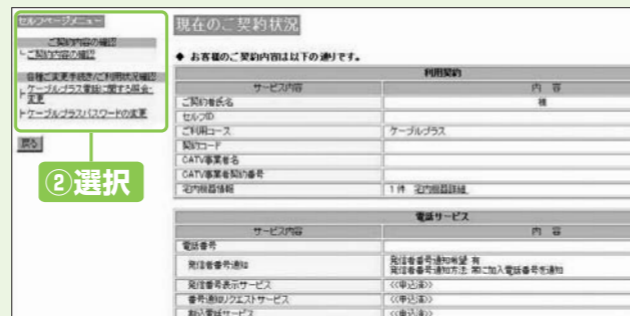 セルフページメニュー
ご契約内容の確認
ご契約内容の確認
各種ご変更手続き/ご利用状況確認
ケーブルプラス電話に関する照会・変更
ケーブルプラスパスワードの変更
戻る
②選択
現在のご契約状況
◆ お客様のご契約内容は以下の通りです。
利用契約
サービス内容 内 容
ご契約者氏名 様
セルフID
ご利用コース ケーブルプラス
契約コード
CATV事業者名
CATV事業者契約番号
宅内機器情報 1 件 宅内機器詳細
電話サービス
サービス内容 内 容
電話番号
発信者番号通知 発信者番号通知希望 有
発信者番号通知方法 常に加入電話番号を通知
発信番号表示サービス <<申込済>>
番号通知リクエストサービス <<申込済>>
割込電話サービス <<申込済>>